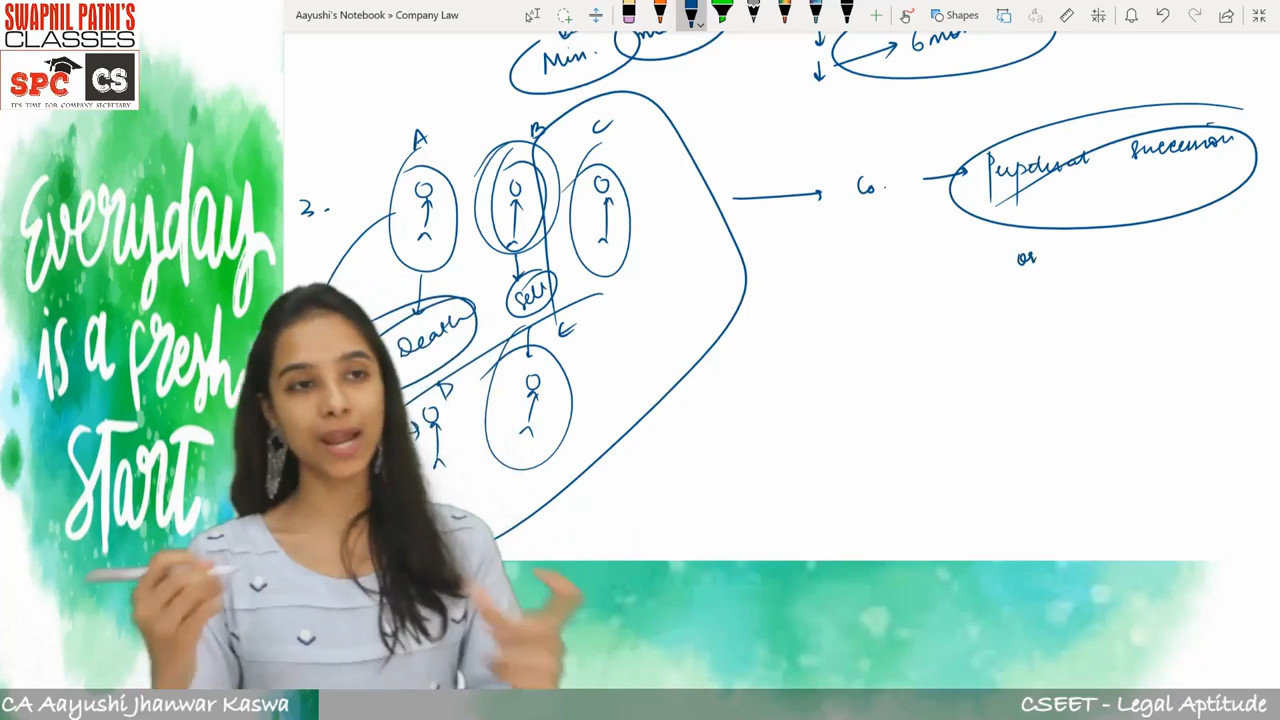 SWAPNIL PATNI'S
CLASSES
SPC CS
IT'S TIME FOR COMPANY SECRETARY
Aayushi's Notebook » Company Law
Shapes
Everyday
is a fresh
Start
Min.
6 mo
3.
A
B
C
Death
Sell
D
E
Co.
Perpetual succession
or
CA Aayushi Jhanwar Kaswa
CSEET - Legal Aptitude